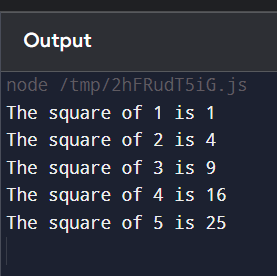 Output
node /tmp/2hFRudT5iG.js
The square of 1 is 1
The square of 2 is 4
The square of 3 is 9
The square of 4 is 16
The square of 5 is 25